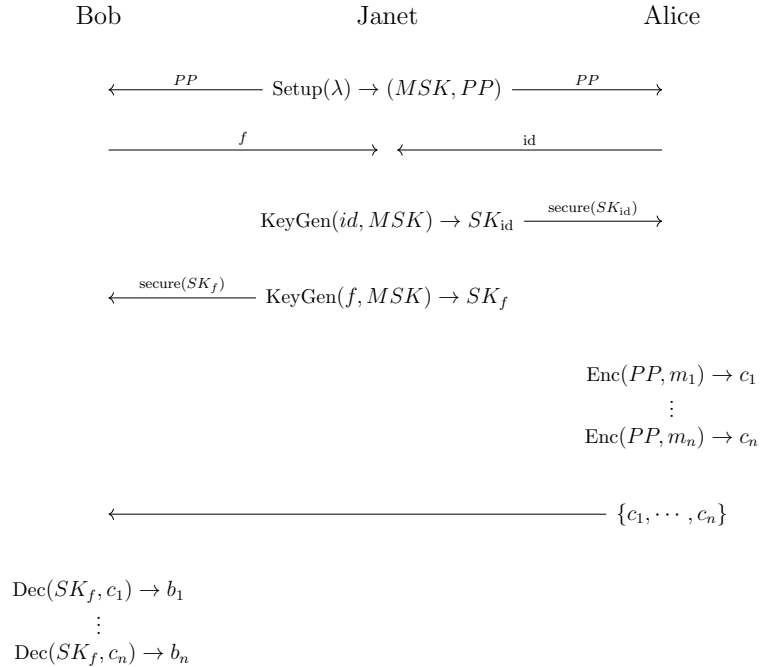 Bob Janet Alice
PP Setup(λ) → (MSK, PP) PP
f id
KeyGen(id, MSK) → SK_id secure(SK_id)
secure(SK_f) KeyGen(f, MSK) → SK_f
Enc(PP, m_1) → c_1
⋮
Enc(PP, m_n) → c_n
{c_1, ⋯ , c_n}
Dec(SK_f, c_1) → b_1
⋮
Dec(SK_f, c_n) → b_n